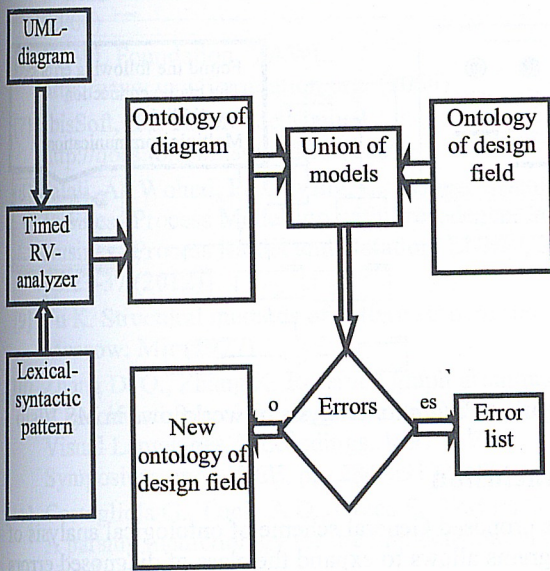 UML-
diagram
Ontology of
diagram
Union of
models
Ontology of
design field
Timed
RV-
analyzer
Lexical-
syntactic
pattern
o
Errors
es
Error
list
New
ontology of
design field